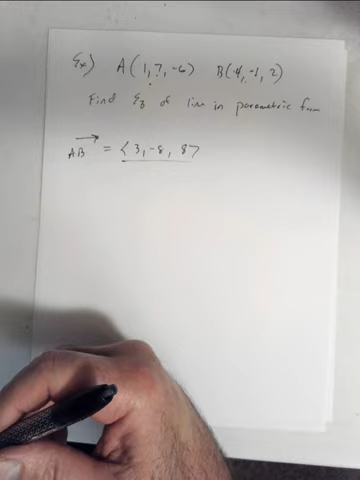 Ex) A(1,7,-6) B(4,-1,2)
Find Eq of line in parametric form
AB = <3,-8,8>